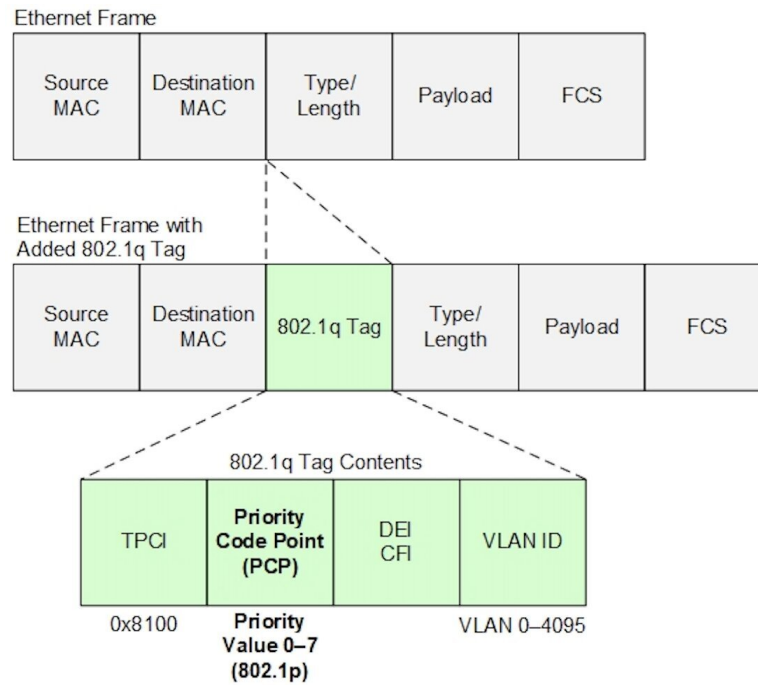 Ethernet Frame
Source
MAC
Destination
MAC
Type/
Length
Payload
FCS
Ethernet Frame with
Added 802.1q Tag
Source
MAC
Destination
MAC
802.1q Tag
Type/
Length
Payload
FCS
802.1q Tag Contents
TPCI
Priority
Code Point
(PCP)
DEI
CFI
VLAN ID
0x8100
Priority
Value 0–7
(802.1p)
VLAN 0–4095